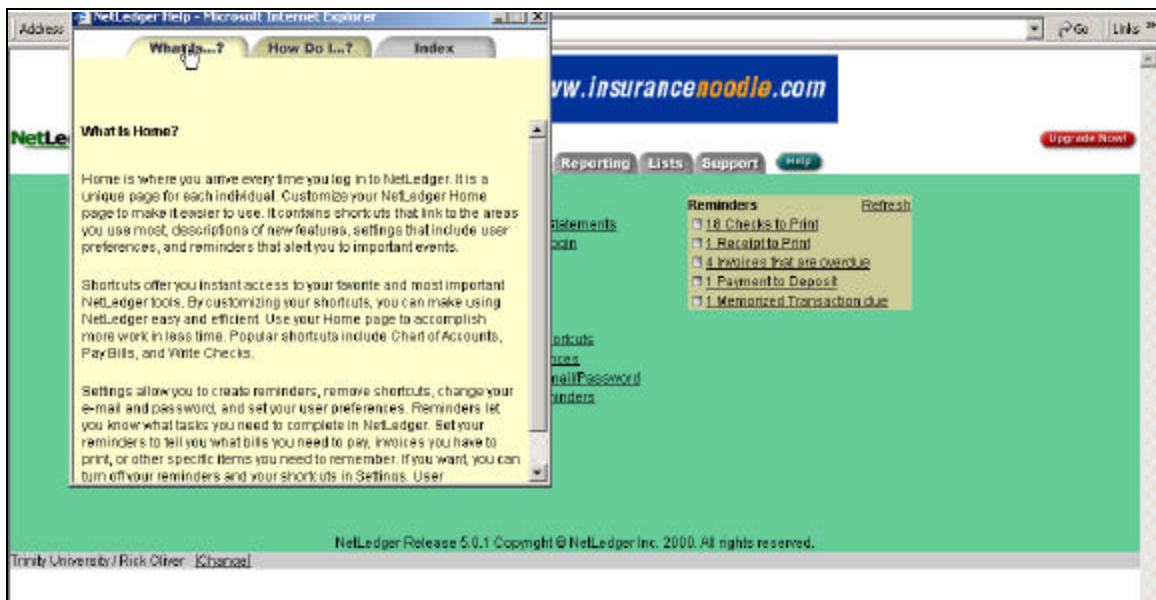 NetLedger Help - Microsoft Internet Explorer
Address
Go
Links
What Is...?
How Do I...?
Index
ww.insurancenoodle.com
NetLe
Upgrade Now!
Reporting
Lists
Support
Help
What Is Home?
Home is where you arrive every time you log in to NetLedger. It is a
unique page for each individual. Customize your NetLedger Home
page to make it easier to use. It contains shortcuts that link to the areas
you use most, descriptions of new features, settings that include user
preferences, and reminders that alert you to important events.
Shortcuts offer you instant access to your favorite and most important
NetLedger tools. By customizing your shortcuts, you can make using
NetLedger easy and efficient. Use your Home page to accomplish
more work in less time. Popular shortcuts include Chart of Accounts,
Pay Bills, and Write Checks.
Settings allow you to create reminders, remove shortcuts, change your
e-mail and password, and set your user preferences. Reminders let
you know what tasks you need to complete in NetLedger. Set your
reminders to tell you what bills you need to pay, invoices you have to
print, or other specific items you need to remember. If you want, you can
turn off your reminders and your shortcuts in Settings. User
Statements
ogin
ortcuts
nces
mail/Password
inders
Reminders
Refresh
18 Checks to Print
1 Receipt to Print
4 Invoices that are overdue
1 Payment to Deposit
1 Memorized Transaction due
NetLedger Release 5.0.1 Copyright © NetLedger Inc. 2000. All rights reserved.
Trinity University / Rick Oliver [Change]